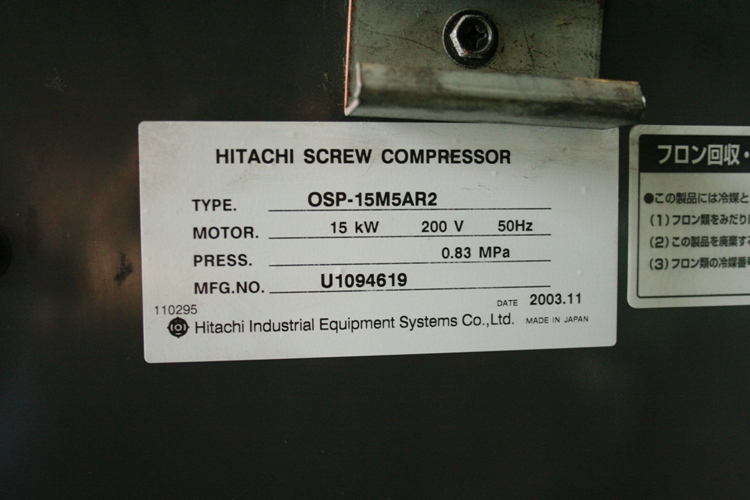 HITACHI SCREW COMPRESSOR
TYPE. OSP-15M5AR2
MOTOR. 15 kW 200 V 50Hz
PRESS. 0.83 MPa
MFG.NO. U1094619
DATE 2003.11
110295
Hitachi Industrial Equipment Systems Co.,Ltd. MADE IN JAPAN
フロン回収・
●この製品には冷媒と
(1)フロン類をみだりに
(2)この製品を廃棄する
(3)フロン類の冷媒番号